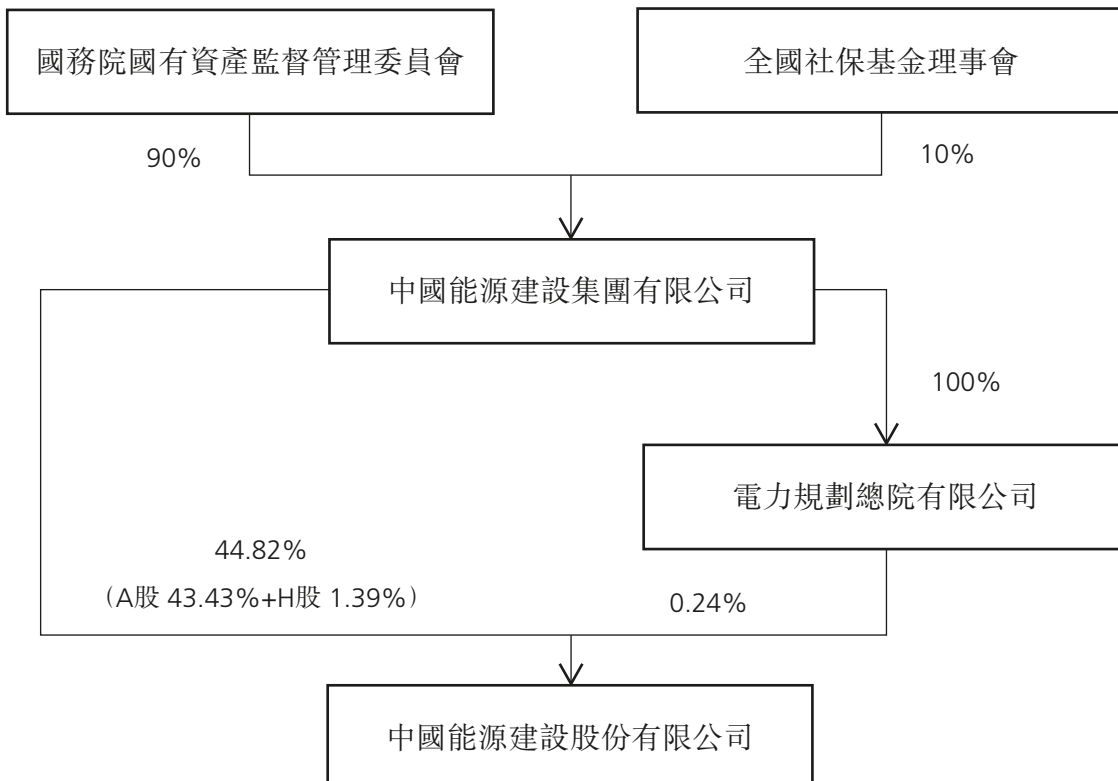 國務院國有資產監督管理委員會
全國社保基金理事會
90%
10%
中國能源建設集團有限公司
100%
電力規劃總院有限公司
44.82%
（A股 43.43%+H股 1.39%）
0.24%
中國能源建設股份有限公司